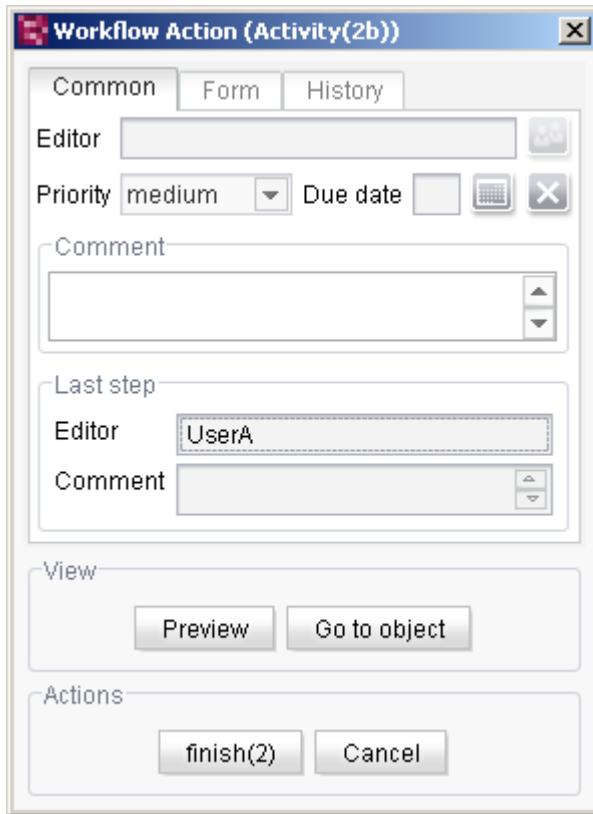 Workflow Action (Activity(2b))
Common Form History
Editor
Priority medium Due date
Comment
Last step
Editor UserA
Comment
View
Preview Go to object
Actions
finish(2) Cancel